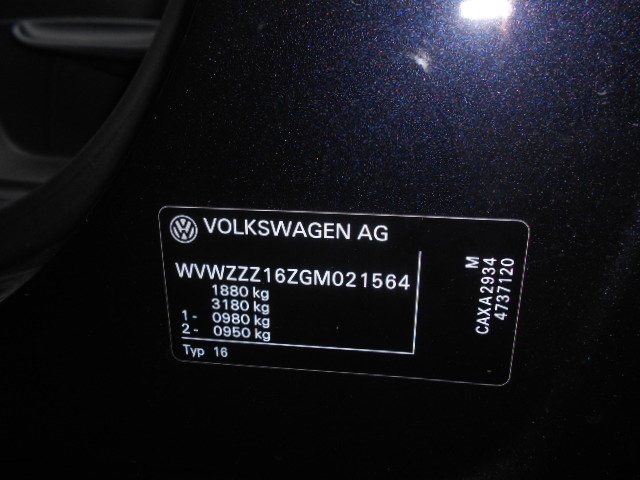 VOLKSWAGEN AG
WVWZZZ16ZGM021564
1880 kg
3180 kg
1 - 0980 kg
2 - 0950 kg
Typ 16
M
CAXA2934
4737120